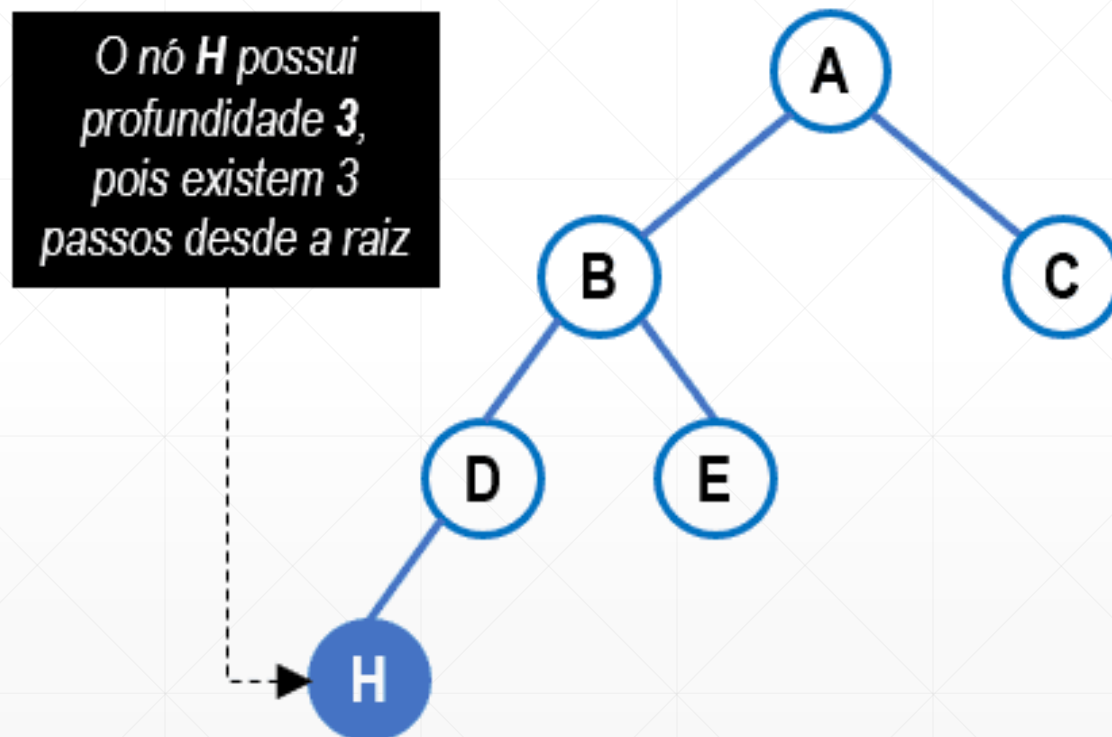 O nó H possui
profundidade 3,
pois existem 3
passos desde a raiz
A
B
C
D
E
H